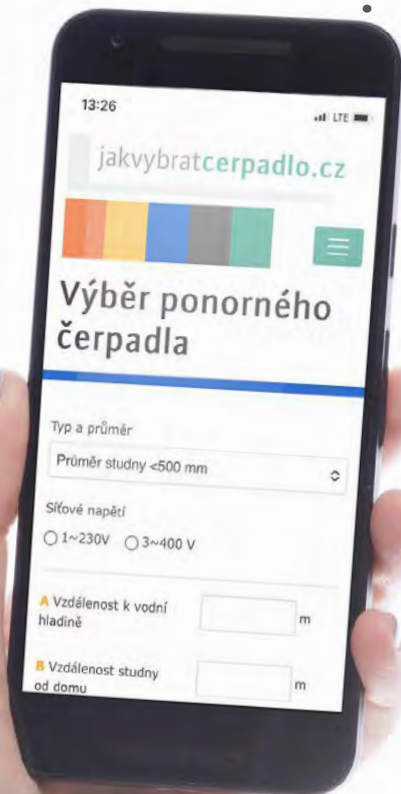 13:26
LTE
jakvybratcerpadlo.cz
Výběr ponorného
čerpadla
Typ a průměr
Průměr studny <500 mm
Síťové napětí
1~230V 3~400 V
A Vzdálenost k vodní
hladině
m
B Vzdálenost studny
od domu
m